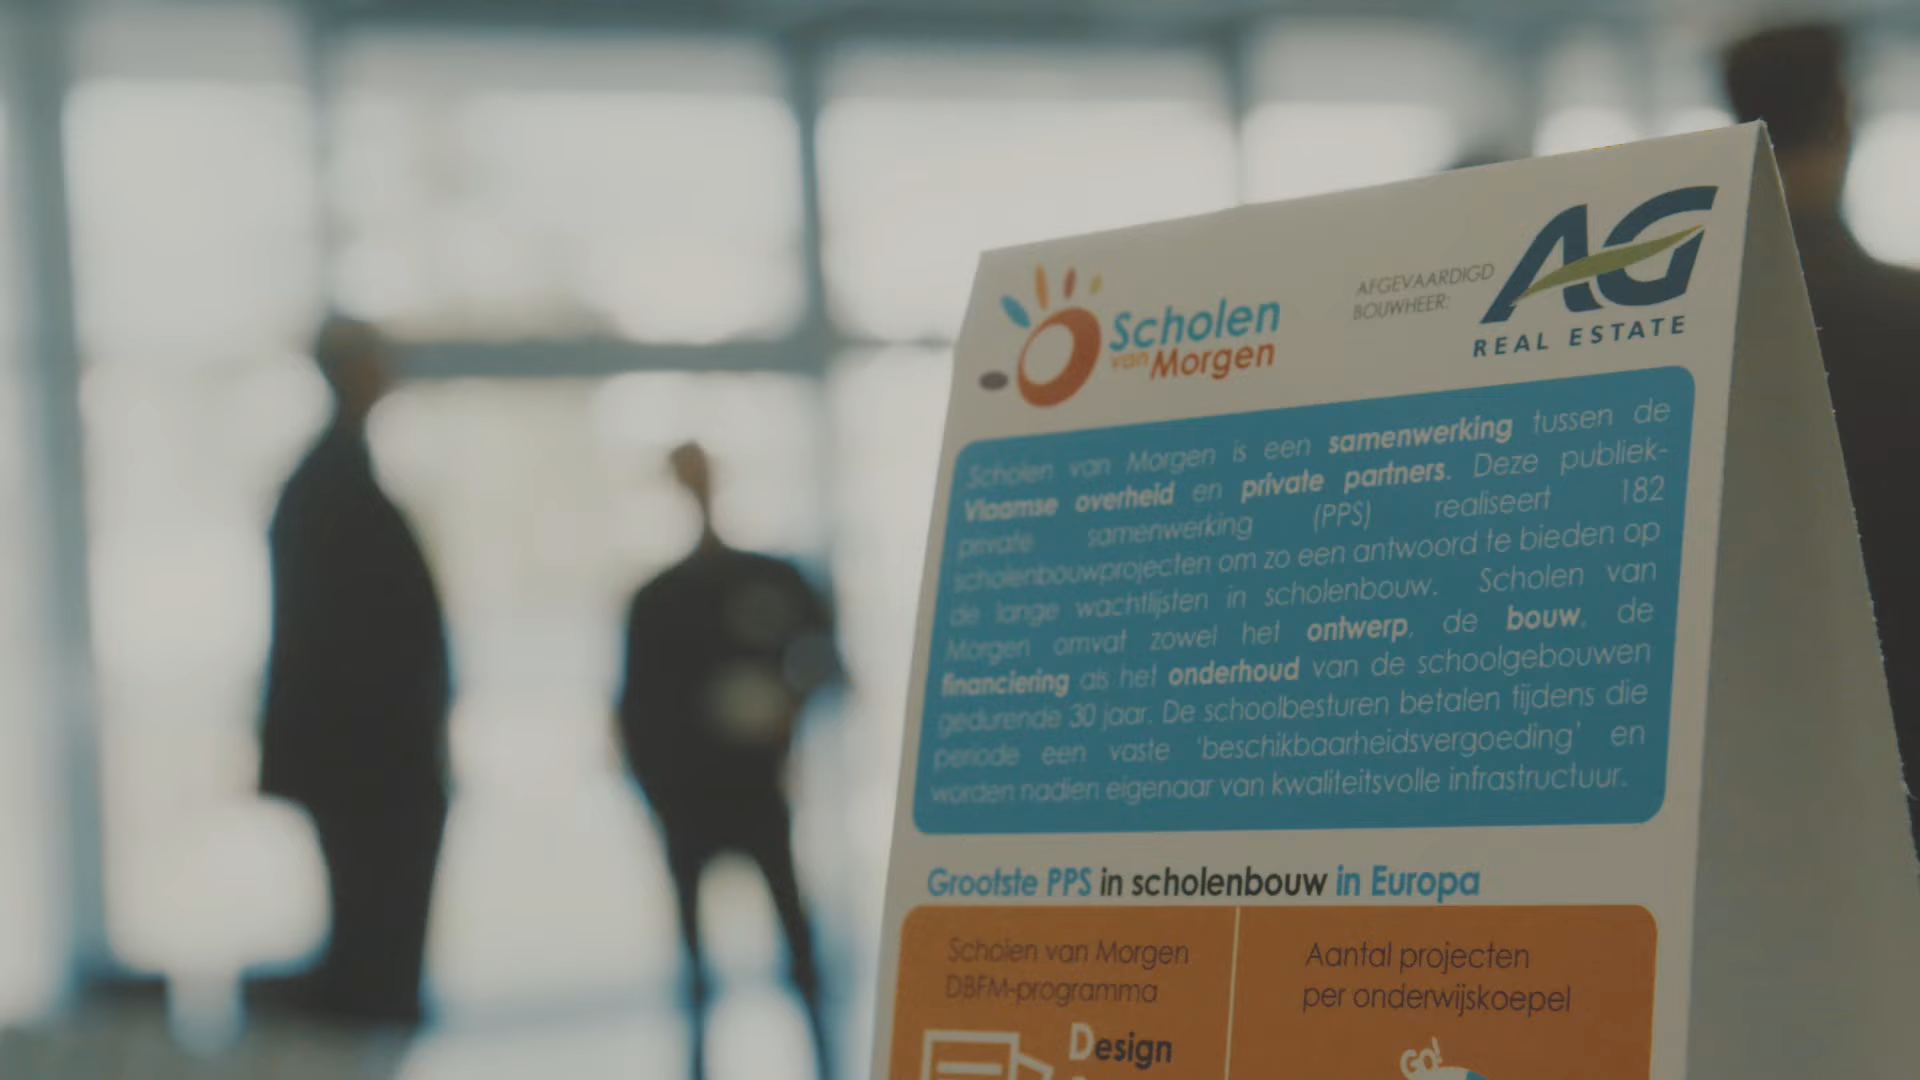 Scholen
van Morgen
AFGEVAARDIGD
BOUWHEER:
AG
REAL ESTATE
Scholen van Morgen is een samenwerking tussen de
Vlaamse overheid en private partners. Deze publiek-
private samenwerking (PPS) realiseert 182
scholenbouwprojecten om zo een antwoord te bieden op
de lange wachtlijsten in scholenbouw. Scholen van
Morgen omvat zowel het ontwerp, de bouw, de
financiering als het onderhoud van de schoolgebouwen
gedurende 30 jaar. De schoolbesturen betalen tijdens die
periode een vaste 'beschikbaarheidsvergoeding' en
worden nadien eigenaar van kwaliteitsvolle infrastructuur.
Grootste PPS in scholenbouw in Europa
Scholen van Morgen
DBFM-programma
Design
Aantal projecten
per onderwijskoepel
GO!